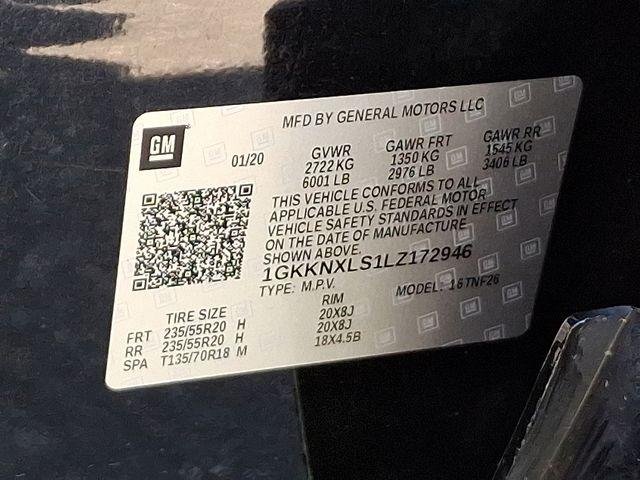 MFD BY GENERAL MOTORS LLC
GM
01/20
GVWR GAWR FRT GAWR RR
2722 KG 1350 KG 1545 KG
6001 LB 2976 LB 3406 LB
THIS VEHICLE CONFORMS TO ALL
APPLICABLE U.S. FEDERAL MOTOR
VEHICLE SAFETY STANDARDS IN EFFECT
ON THE DATE OF MANUFACTURE
SHOWN ABOVE.
1GKKNXLS1LZ172946
TYPE: M.P.V. MODEL: 16TNF26
TIRE SIZE RIM
FRT 235/55R20 H 20X8J
RR 235/55R20 H 20X8J
SPA T135/70R18 M 18X4.5B